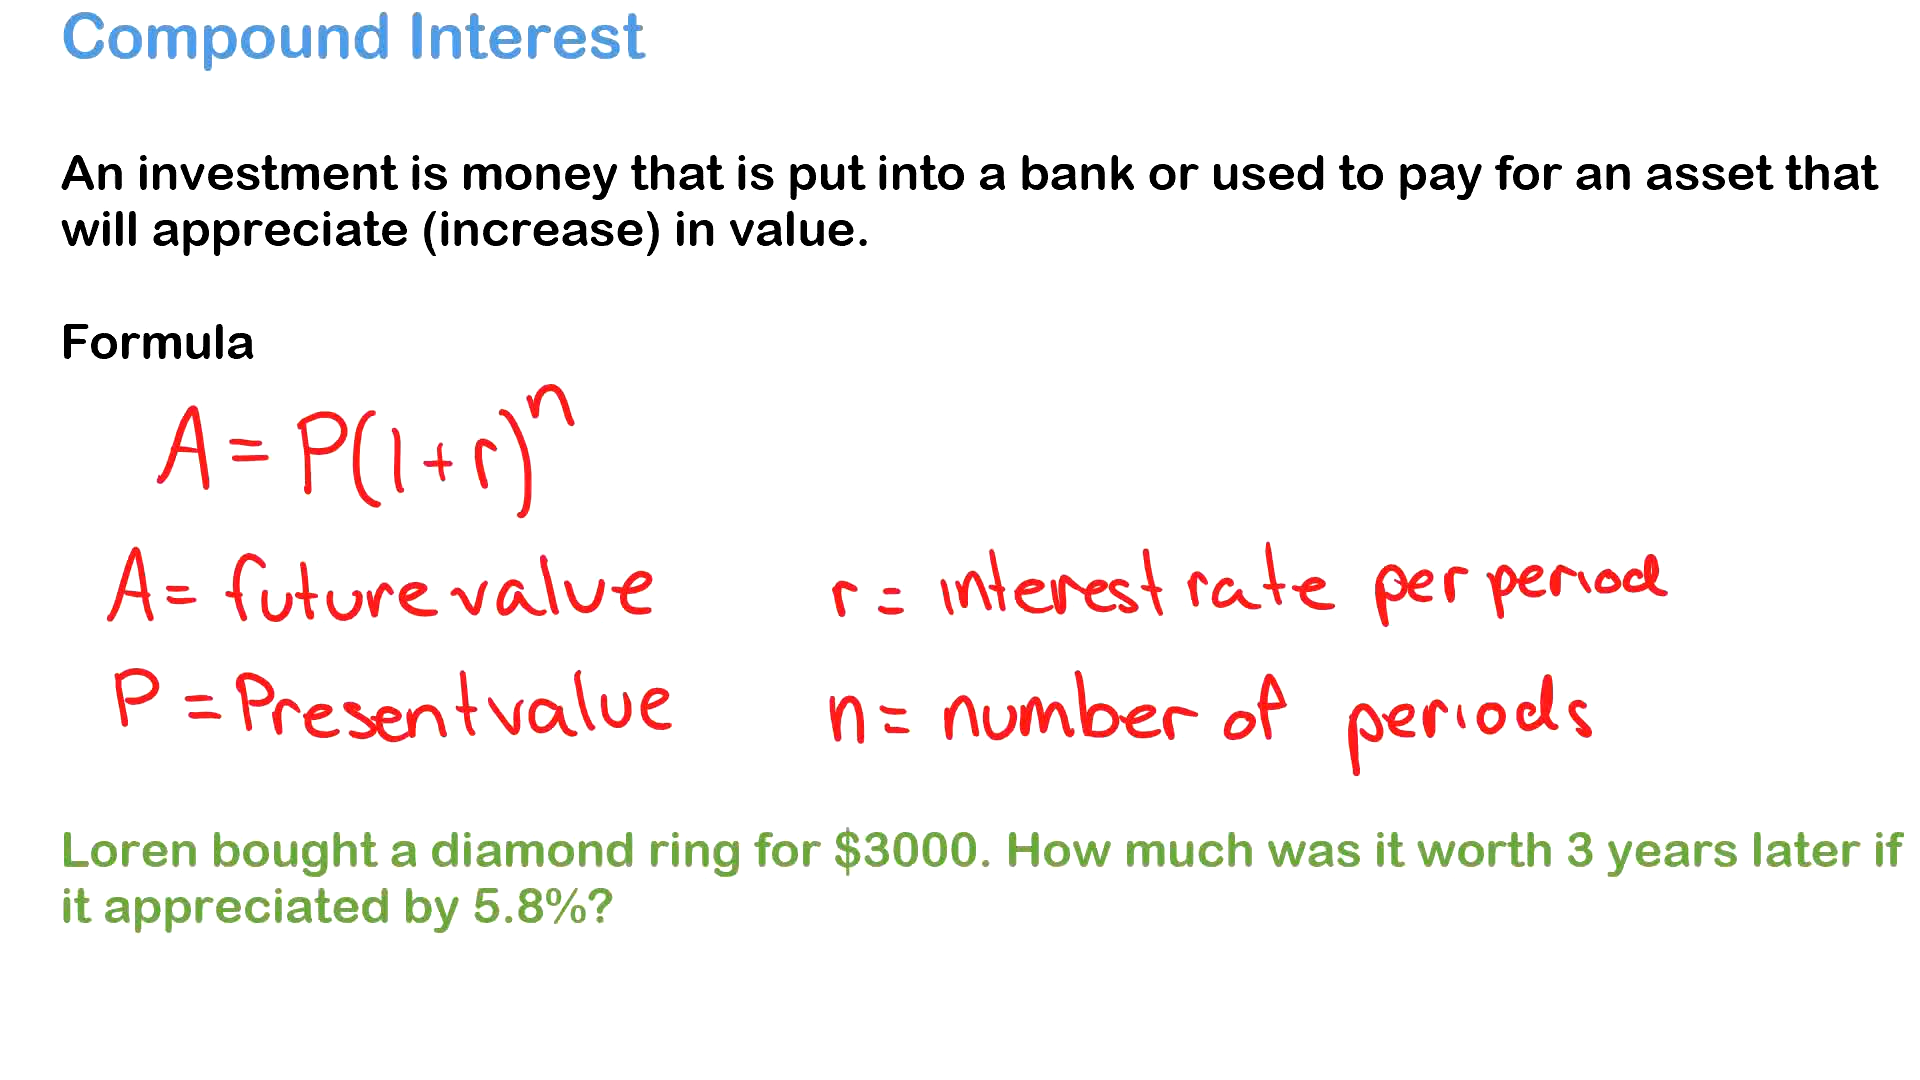 Compound Interest
An investment is money that is put into a bank or used to pay for an asset that
will appreciate (increase) in value.
Formula
A = P(1+r)ⁿ
A = future value
r = interest rate per period
P = Present value
n = number of periods
Loren bought a diamond ring for $3000. How much was it worth 3 years later if
it appreciated by 5.8%?